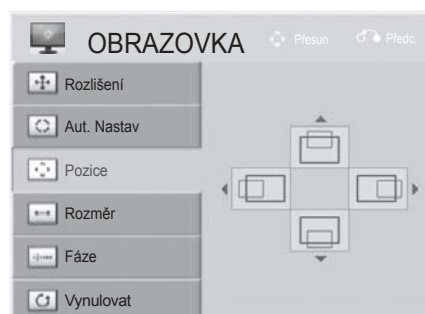 OBRAZOVKA
Přesun
Předc.
Rozlišení
Aut. Nastav
Pozice
Rozměr
Fáze
Vynulovat